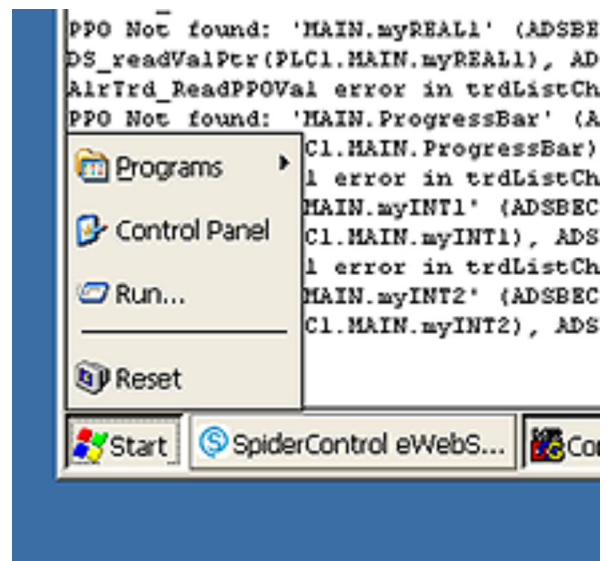 PPO Not found: 'MAIN.myREAL1' (ADSBE
DS_readValPtr(PLC1.MAIN.myREAL1), AD
AlrTrd_ReadPPOVal error in trdListCh
PPO Not found: 'MAIN.ProgressBar' (A
C1.MAIN.ProgressBar)
l error in trdListCh
MAIN.myINT1' (ADSBEC
C1.MAIN.myINT1), ADS
l error in trdListCh
MAIN.myINT2' (ADSBEC
C1.MAIN.myINT2), ADS
Programs
Control Panel
Run...
Reset
Start
SpiderControl eWebS...
Co